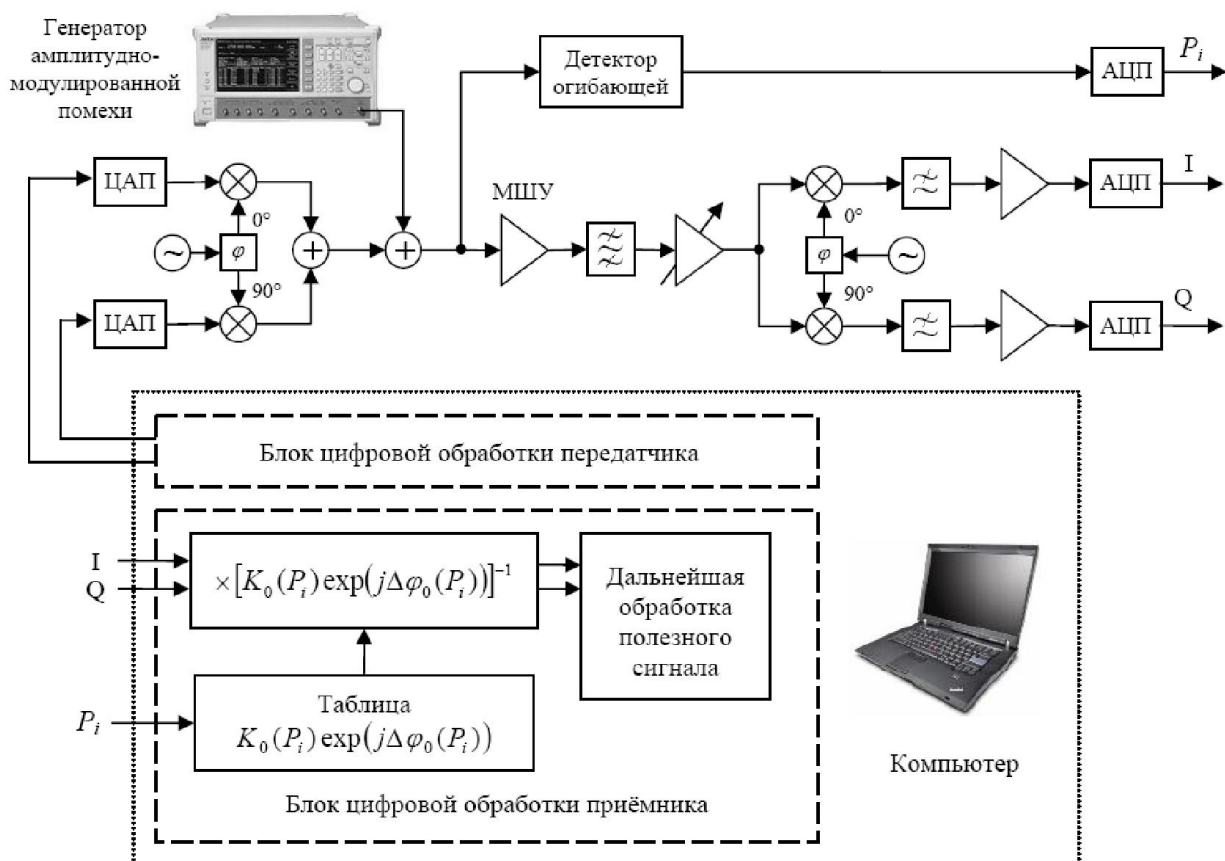 Генератор
амплитудно-
модулированной
помехи
Детектор
огибающей
АЦП
P_i
ЦАП
0°
φ
90°
ЦАП
МШУ
0°
φ
90°
АЦП
I
АЦП
Q
Блок цифровой обработки передатчика
I
Q
×[K_0(P_i)exp(jΔφ_0(P_i))]^{-1}
Дальнейшая
обработка
полезного
сигнала
P_i
Таблица
K_0(P_i)exp(jΔφ_0(P_i))
Блок цифровой обработки приёмника
Компьютер